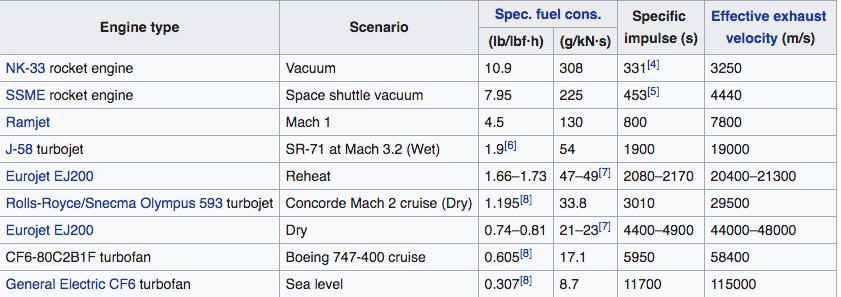 Engine type Scenario Spec. fuel cons. Specific impulse (s) Effective exhaust velocity (m/s)
(lb/lbf·h) (g/kN·s)
NK-33 rocket engine Vacuum 10.9 308 331[4] 3250
SSME rocket engine Space shuttle vacuum 7.95 225 453[5] 4440
Ramjet Mach 1 4.5 130 800 7800
J-58 turbojet SR-71 at Mach 3.2 (Wet) 1.9[6] 54 1900 19000
Eurojet EJ200 Reheat 1.66–1.73 47–49[7] 2080–2170 20400–21300
Rolls-Royce/Snecma Olympus 593 turbojet Concorde Mach 2 cruise (Dry) 1.195[8] 33.8 3010 29500
Eurojet EJ200 Dry 0.74–0.81 21–23[7] 4400–4900 44000–48000
CF6-80C2B1F turbofan Boeing 747-400 cruise 0.605[8] 17.1 5950 58400
General Electric CF6 turbofan Sea level 0.307[8] 8.7 11700 115000